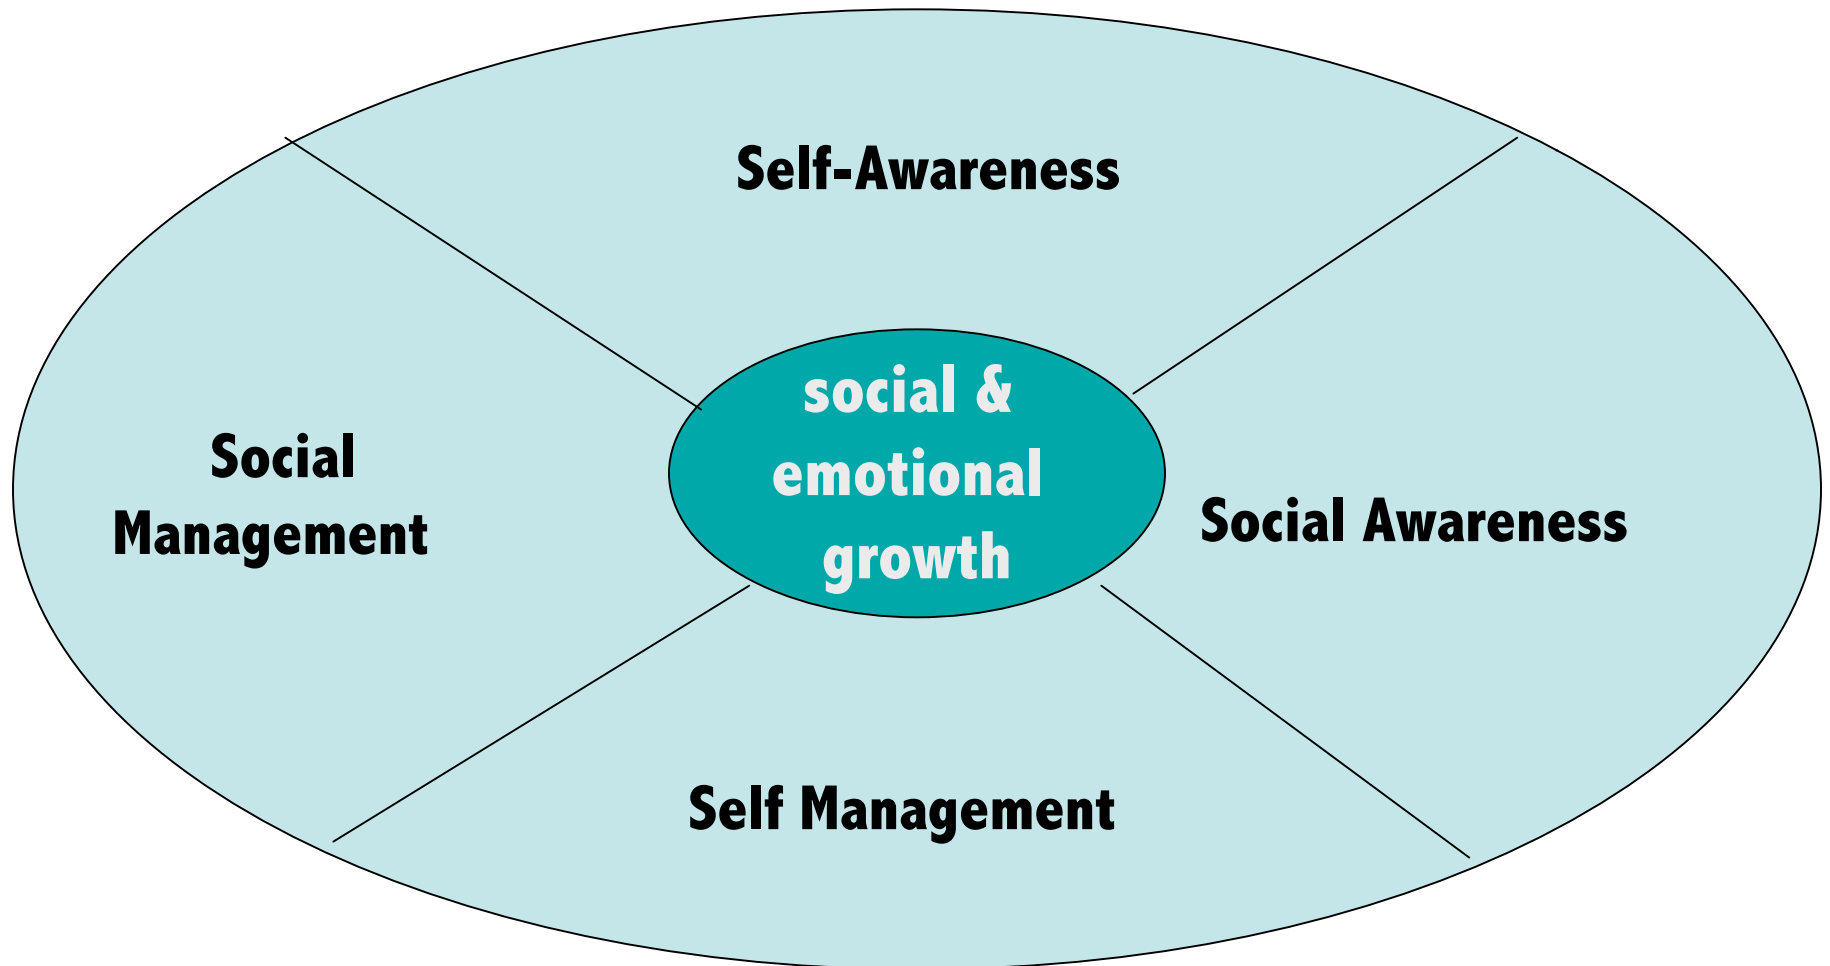 Self-Awareness
social &
emotional
growth
Social
Management
Social Awareness
Self Management